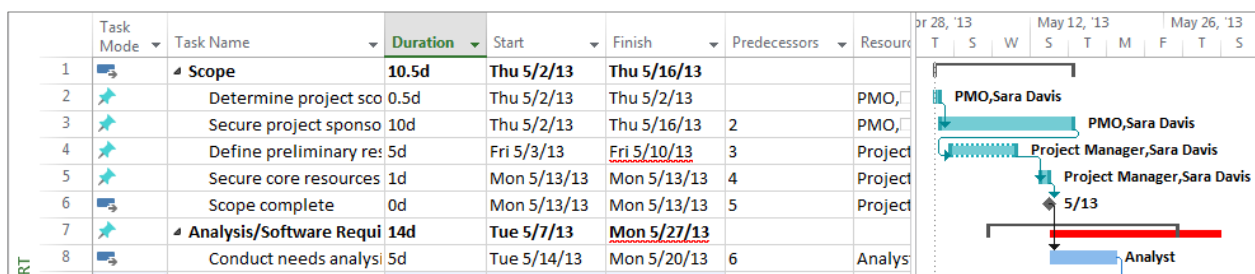 Task Mode Task Name Duration Start Finish Predecessors Resourc
1 Scope 10.5d Thu 5/2/13 Thu 5/16/13
2 Determine project sco 0.5d Thu 5/2/13 Thu 5/2/13 PMO,
3 Secure project sponso 10d Thu 5/2/13 Thu 5/16/13 2 PMO,
4 Define preliminary res 5d Fri 5/3/13 Fri 5/10/13 3 Project
5 Secure core resources 1d Mon 5/13/13 Mon 5/13/13 4 Project
6 Scope complete 0d Mon 5/13/13 Mon 5/13/13 5 Project
7 Analysis/Software Requi 14d Tue 5/7/13 Mon 5/27/13
8 Conduct needs analysi 5d Tue 5/14/13 Mon 5/20/13 6 Analyst
RT
pr 28, '13 May 12, '13 May 26, '13
T S W S T M F T S
PMO,Sara Davis
PMO,Sara Davis
Project Manager,Sara Davis
Project Manager,Sara Davis
5/13
Analyst